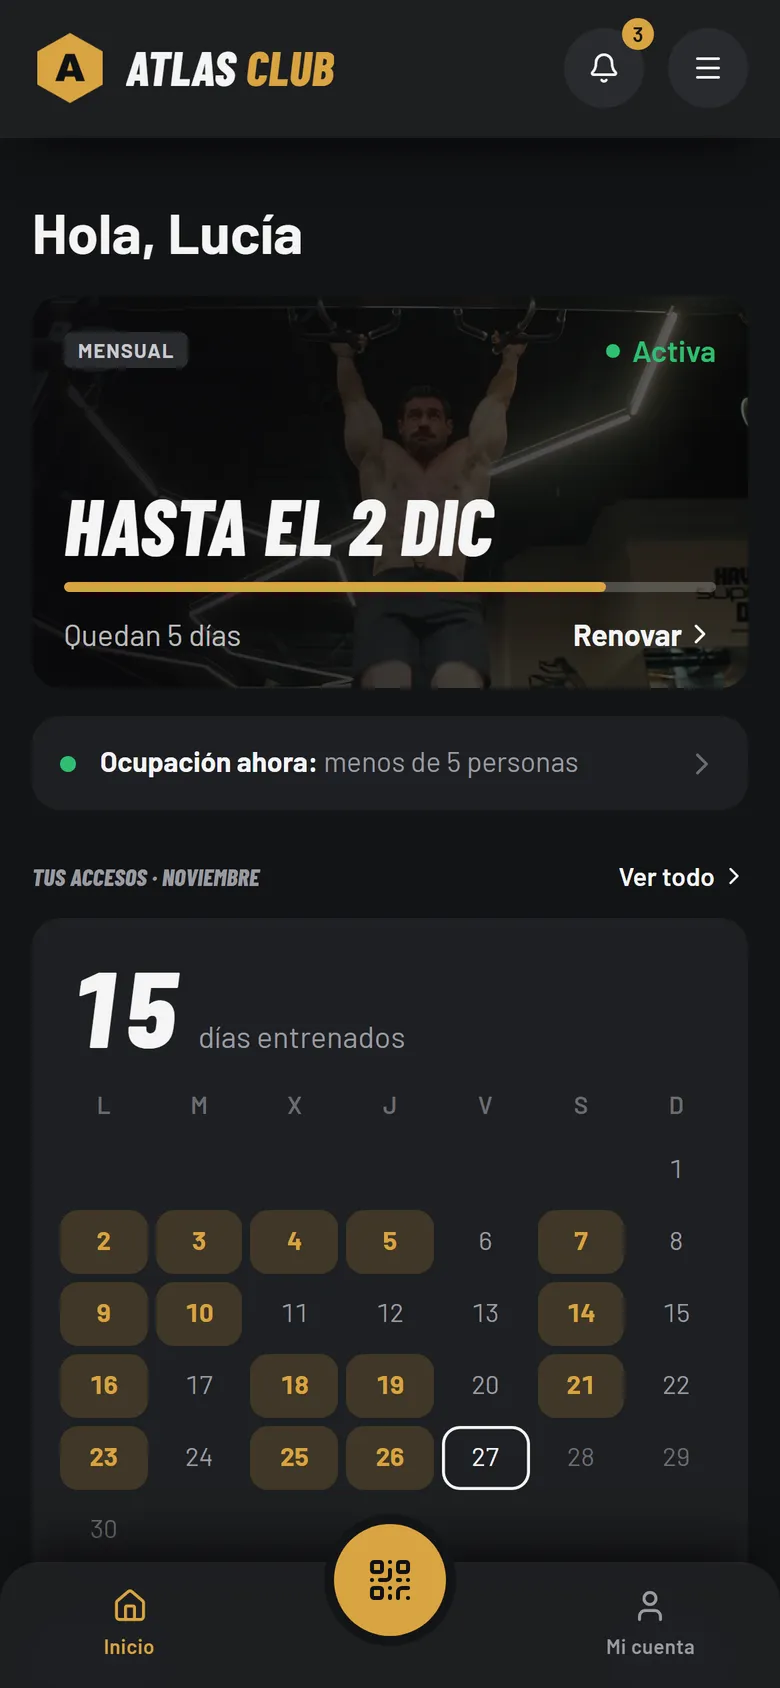 A ATLAS CLUB 3
Hola, Lucía
MENSUAL Activa
HASTA EL 2 DIC
Quedan 5 días Renovar
Ocupación ahora: menos de 5 personas
TUS ACCESOS · NOVIEMBRE Ver todo
15 días entrenados
L M X J V S D
1
2 3 4 5 6 7 8
9 10 11 12 13 14 15
16 17 18 19 20 21 22
23 24 25 26 27 28 29
30
Inicio Mi cuenta